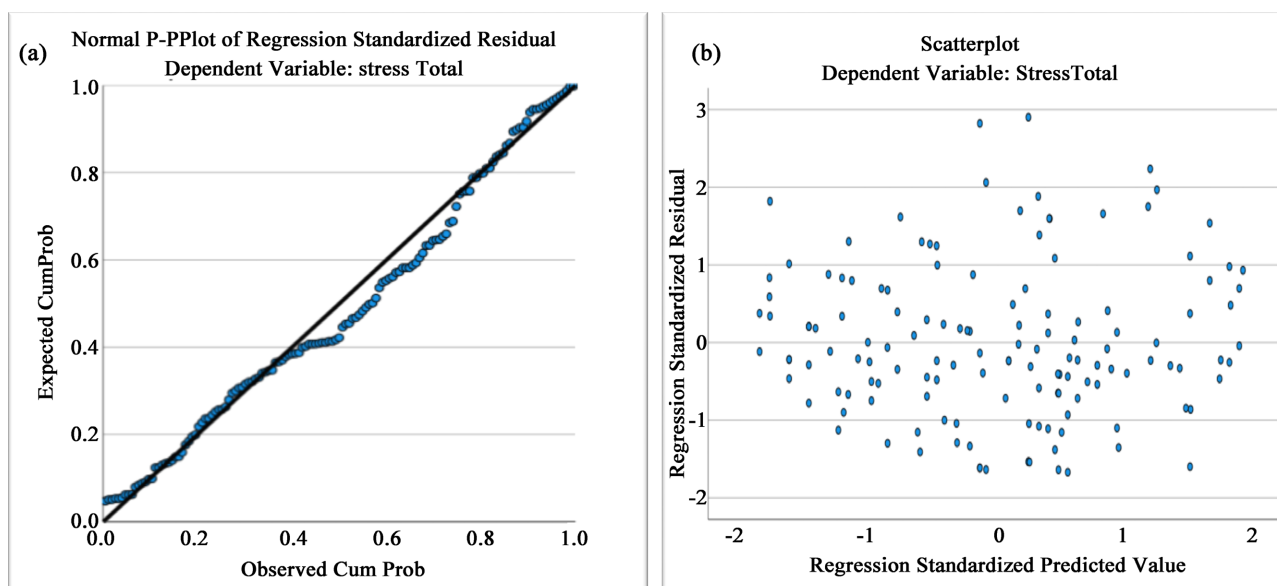 (a)
Normal P-PPlot of Regression Standardized Residual
Dependent Variable: stress Total
1.0
0.8
0.6
0.4
0.2
0.0
Expected CumProb
0.0 0.2 0.4 0.6 0.8 1.0
Observed Cum Prob
(b)
Scatterplot
Dependent Variable: StressTotal
3
2
1
0
-1
-2
Regression Standardized Residual
-2 -1 0 1 2
Regression Standardized Predicted Value